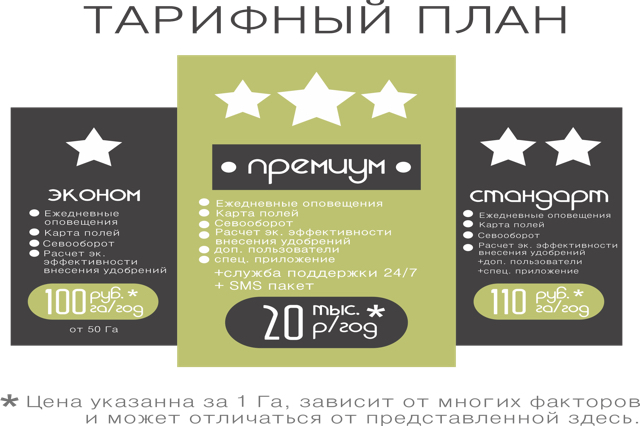 ТАРИФНЫЙ ПЛАН
эконом
Ежедневные
оповещения
Карта полей
Севооборот
Расчет эк.
эффективности
внесения удобрений
100 руб.*
га/год
от 50 Га
премиум
Ежедневные оповещения
Карта полей
Севооборот
Расчет эк. эффективности
внесения удобрений
доп. пользователи
спец. приложение
+служба поддержки 24/7
+ SMS пакет
20 тыс.*
р/год
стандарт
Ежедневные оповещения
Карта полей
Севооборот
Расчет эк. эффективности
внесения удобрений
+доп. пользователи
+спец. приложение
110 руб.*
га/год
* Цена указанна за 1 Га, зависит от многих факторов
и может отличаться от представленной здесь.